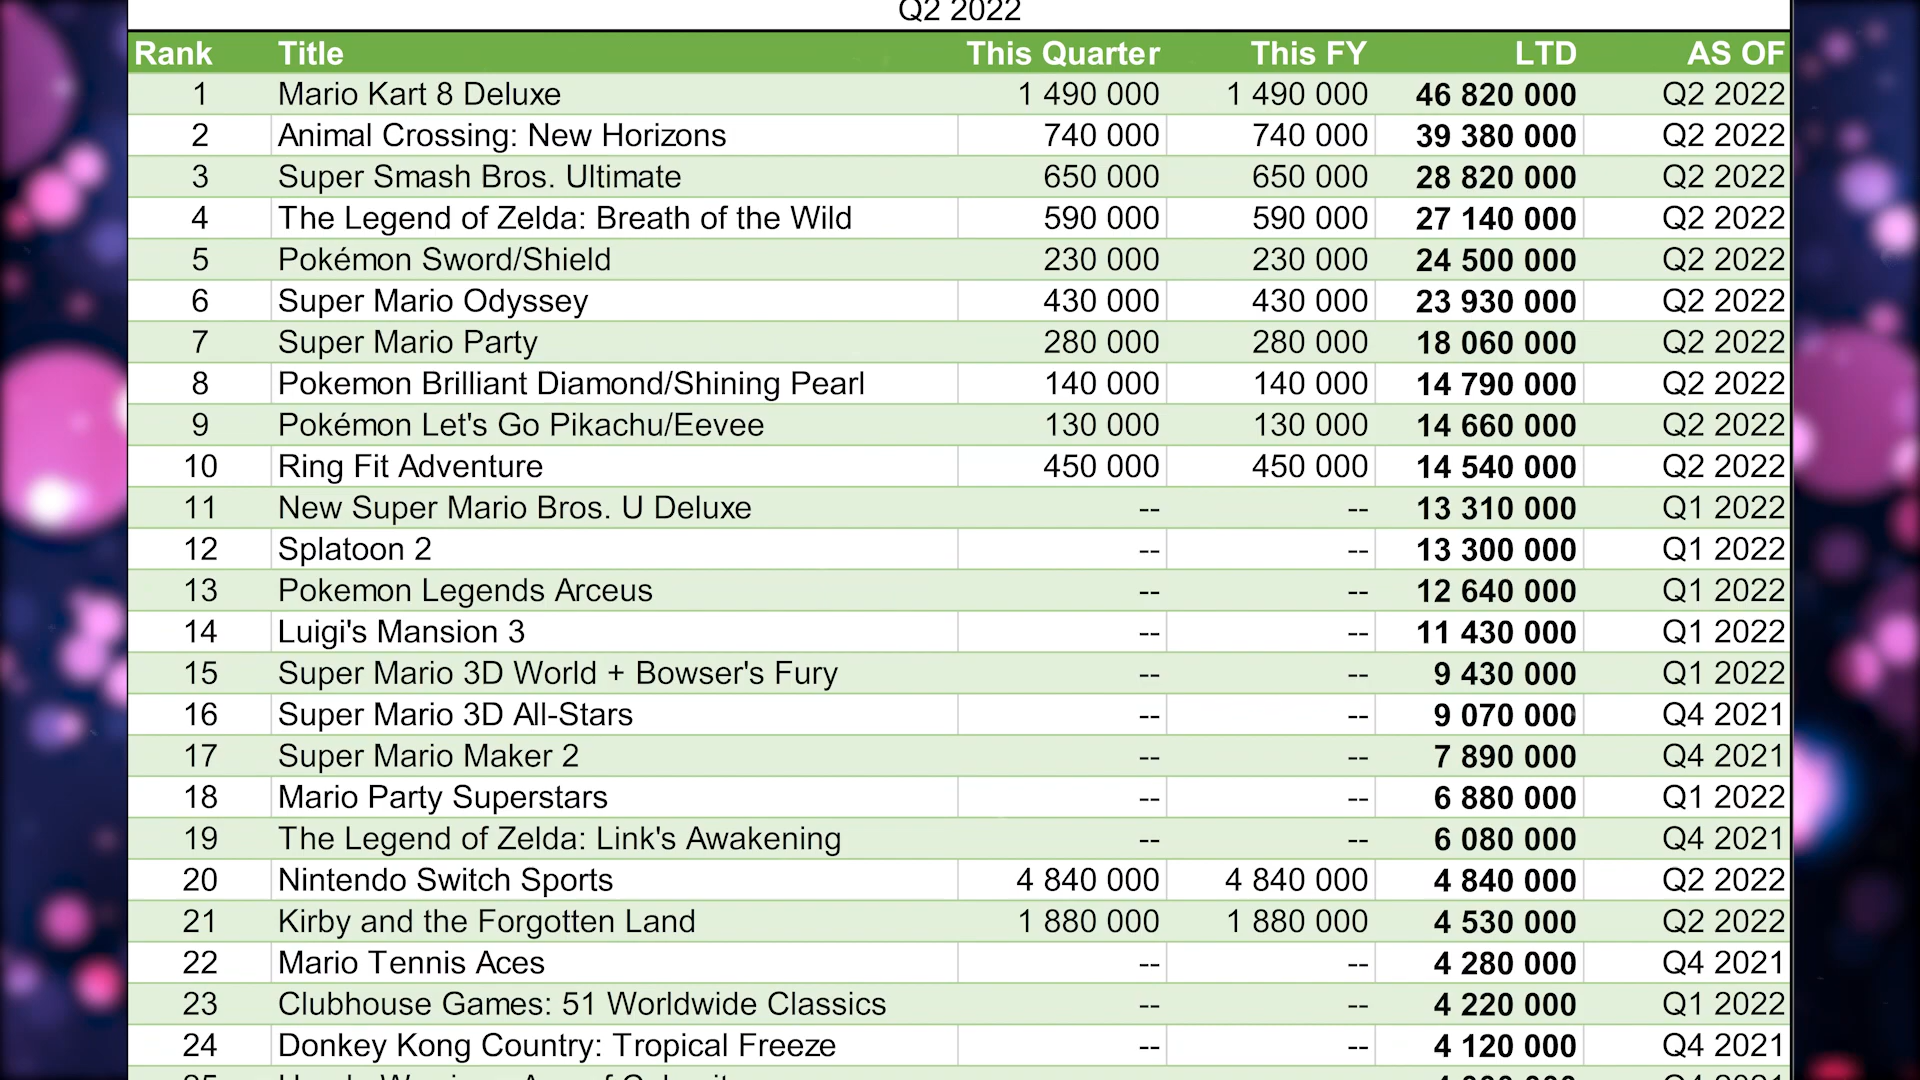 Q2 2022
Rank Title This Quarter This FY LTD AS OF
1 Mario Kart 8 Deluxe 1 490 000 1 490 000 46 820 000 Q2 2022
2 Animal Crossing: New Horizons 740 000 740 000 39 380 000 Q2 2022
3 Super Smash Bros. Ultimate 650 000 650 000 28 820 000 Q2 2022
4 The Legend of Zelda: Breath of the Wild 590 000 590 000 27 140 000 Q2 2022
5 Pokémon Sword/Shield 230 000 230 000 24 500 000 Q2 2022
6 Super Mario Odyssey 430 000 430 000 23 930 000 Q2 2022
7 Super Mario Party 280 000 280 000 18 060 000 Q2 2022
8 Pokemon Brilliant Diamond/Shining Pearl 140 000 140 000 14 790 000 Q2 2022
9 Pokémon Let's Go Pikachu/Eevee 130 000 130 000 14 660 000 Q2 2022
10 Ring Fit Adventure 450 000 450 000 14 540 000 Q2 2022
11 New Super Mario Bros. U Deluxe -- -- 13 310 000 Q1 2022
12 Splatoon 2 -- -- 13 300 000 Q1 2022
13 Pokemon Legends Arceus -- -- 12 640 000 Q1 2022
14 Luigi's Mansion 3 -- -- 11 430 000 Q1 2022
15 Super Mario 3D World + Bowser's Fury -- -- 9 430 000 Q1 2022
16 Super Mario 3D All-Stars -- -- 9 070 000 Q4 2021
17 Super Mario Maker 2 -- -- 7 890 000 Q4 2021
18 Mario Party Superstars -- -- 6 880 000 Q1 2022
19 The Legend of Zelda: Link's Awakening -- -- 6 080 000 Q4 2021
20 Nintendo Switch Sports 4 840 000 4 840 000 4 840 000 Q2 2022
21 Kirby and the Forgotten Land 1 880 000 1 880 000 4 530 000 Q2 2022
22 Mario Tennis Aces -- -- 4 280 000 Q4 2021
23 Clubhouse Games: 51 Worldwide Classics -- -- 4 220 000 Q1 2022
24 Donkey Kong Country: Tropical Freeze -- -- 4 120 000 Q4 2021